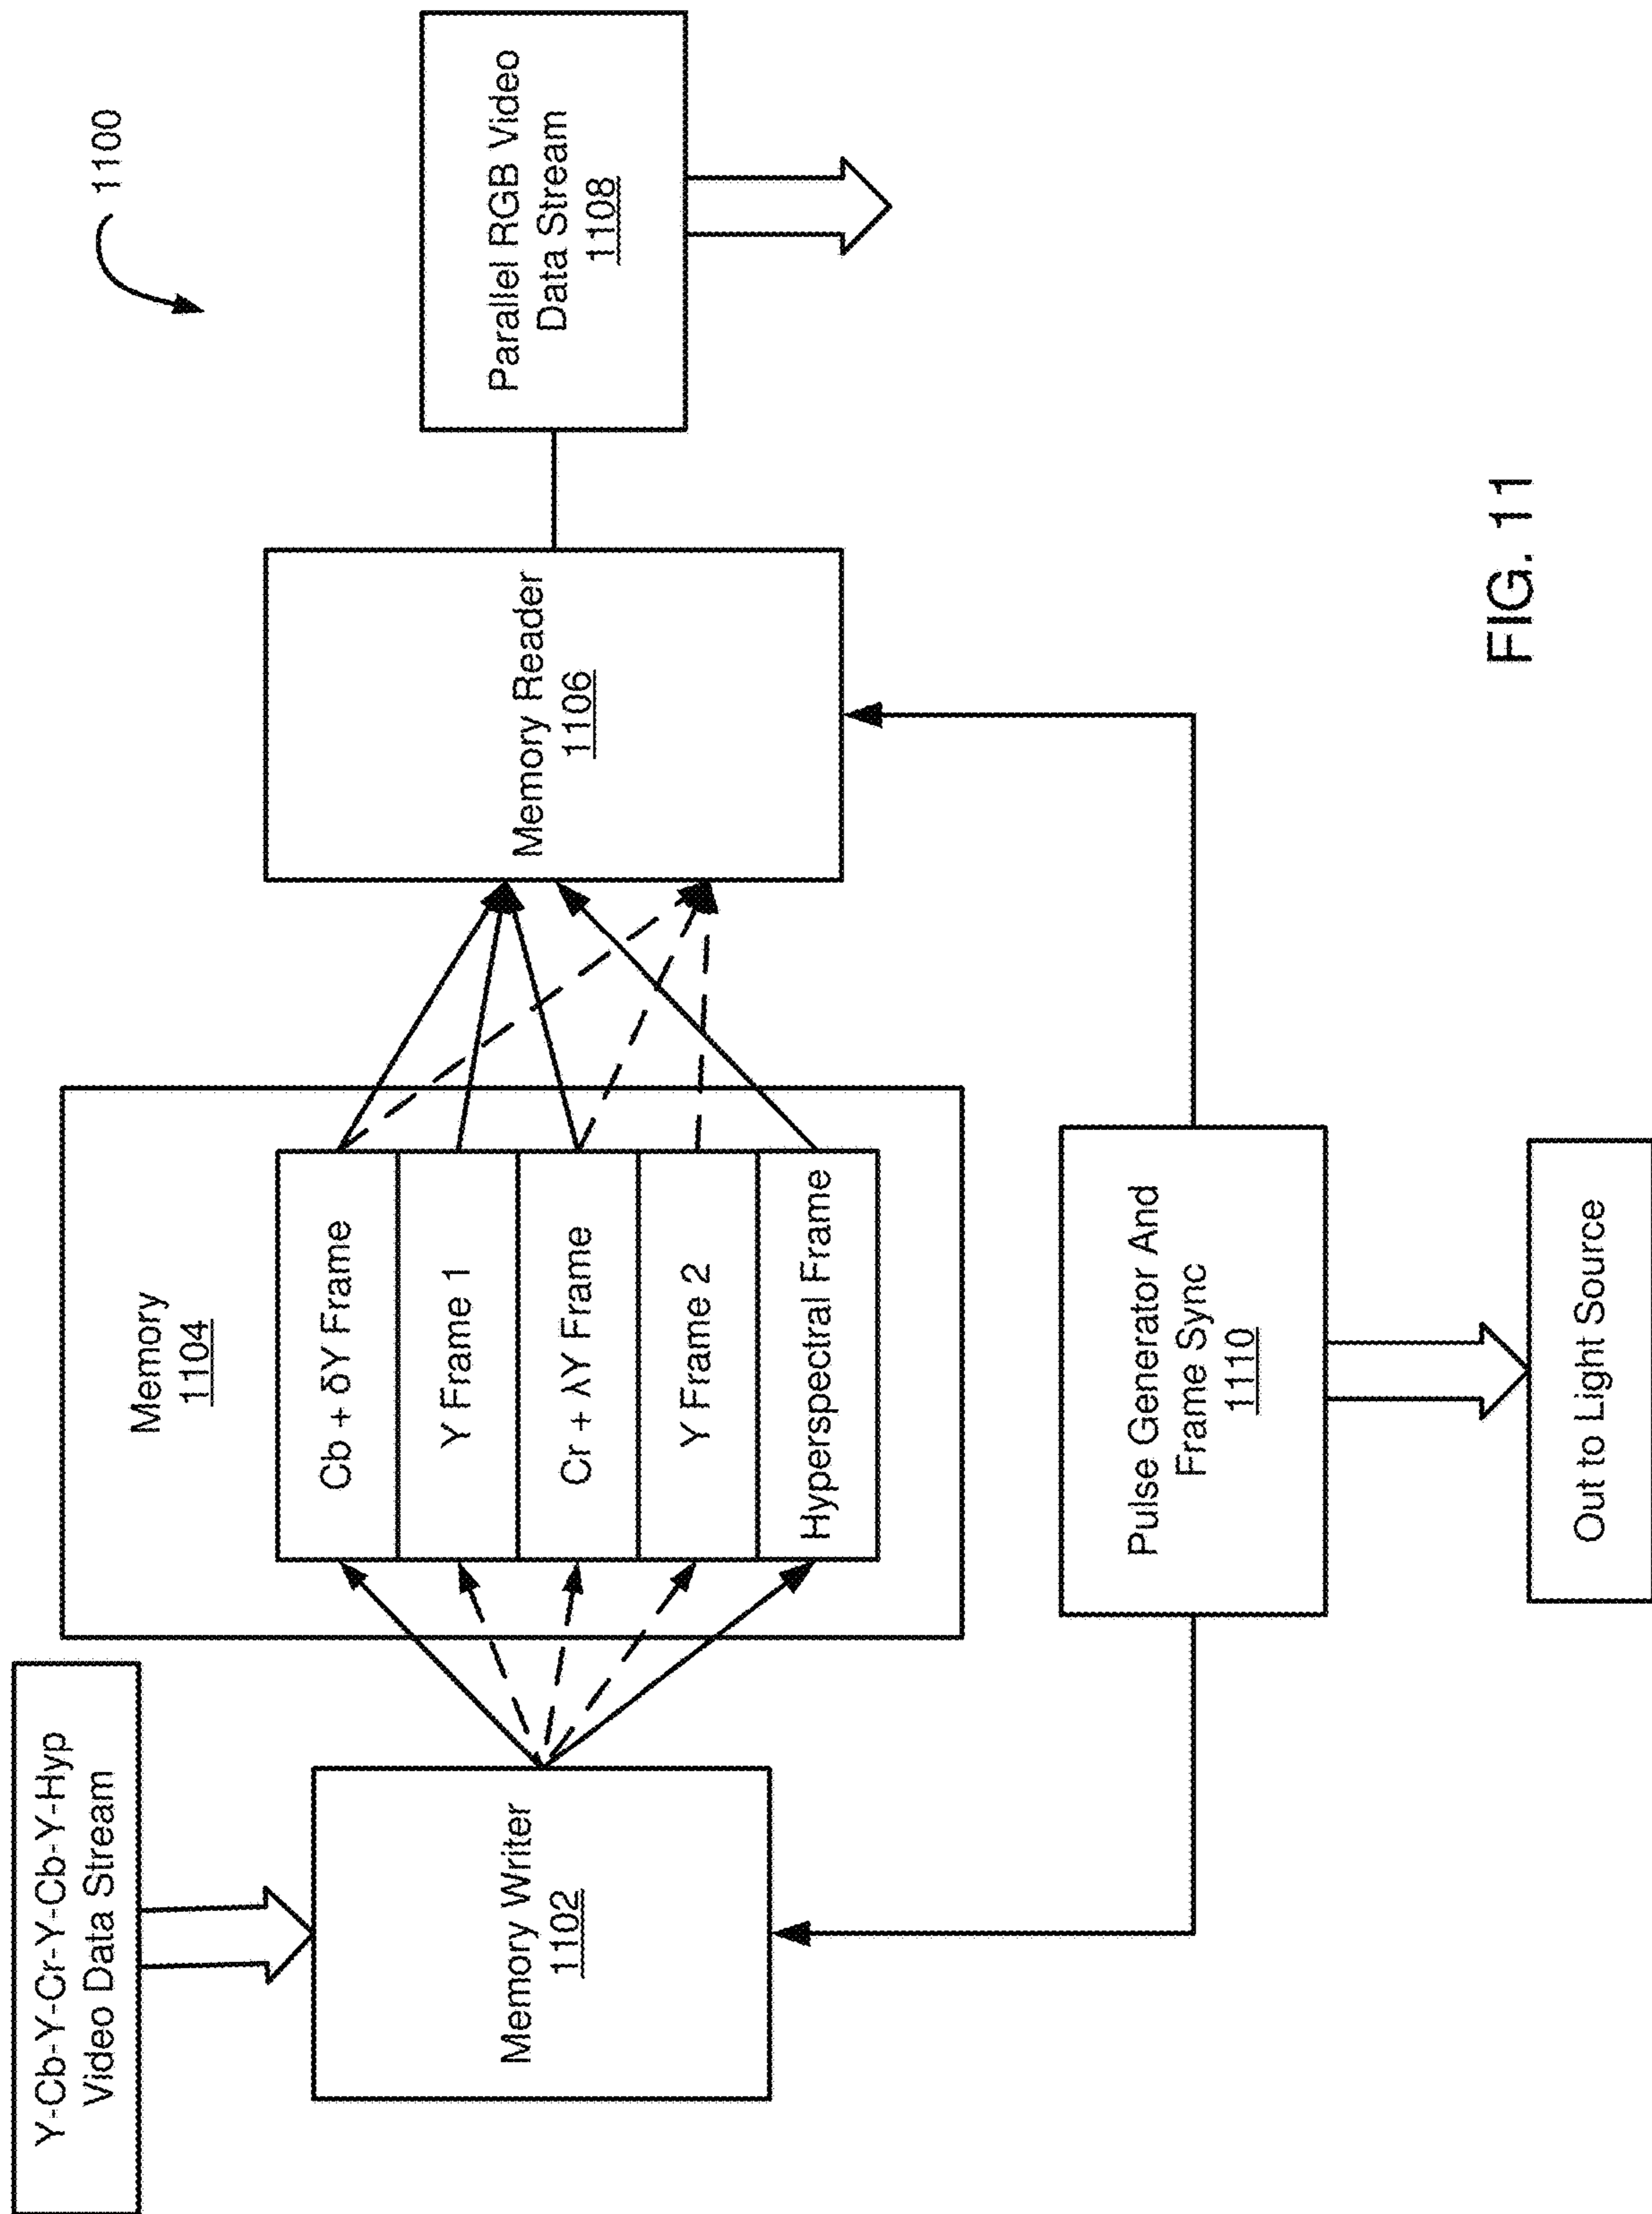 1100
Y-Cb-Y-Cr-Y-Cb-Y-Hyp
Video Data Stream
Memory Writer
1102
Memory
1104
Cb + δY Frame
Y Frame 1
Cr + λY Frame
Y Frame 2
Hyperspectral Frame
Memory Reader
1106
Parallel RGB Video
Data Stream
1108
Pulse Generator And
Frame Sync
1110
Out to Light Source
FIG. 11